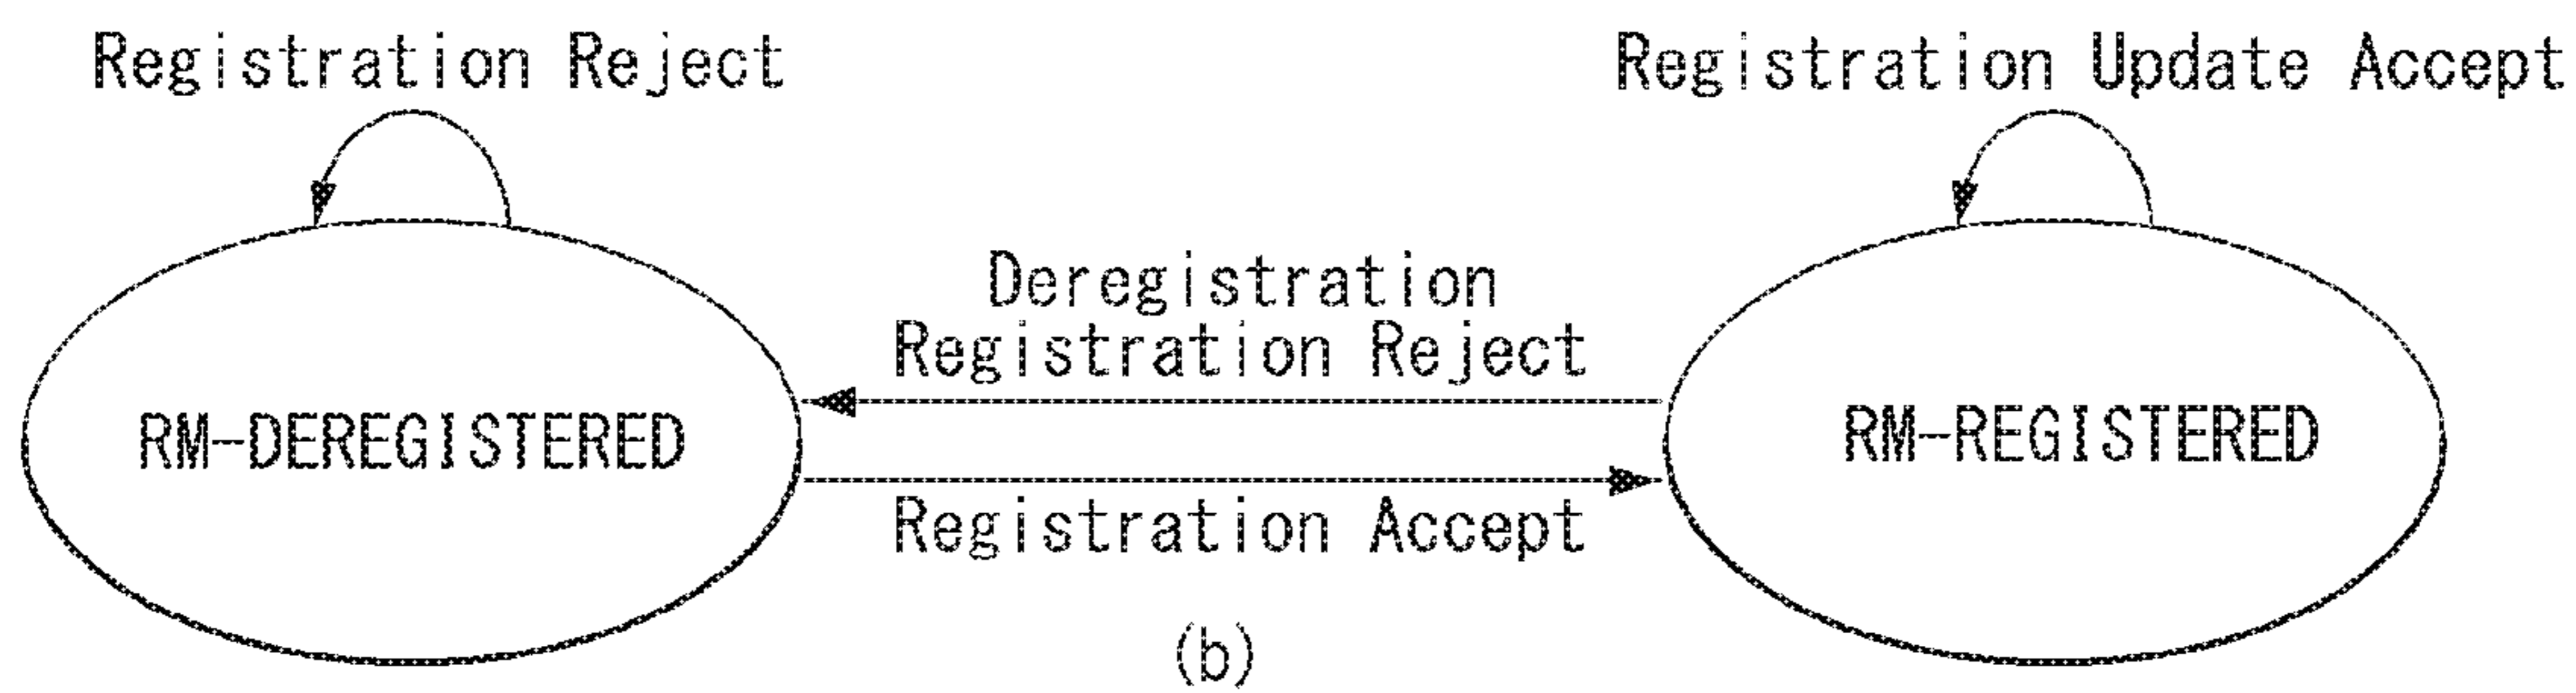 Registration Reject
Registration Update Accept
Deregistration
Registration Reject
RM-DEREGISTERED
RM-REGISTERED
Registration Accept
(b)